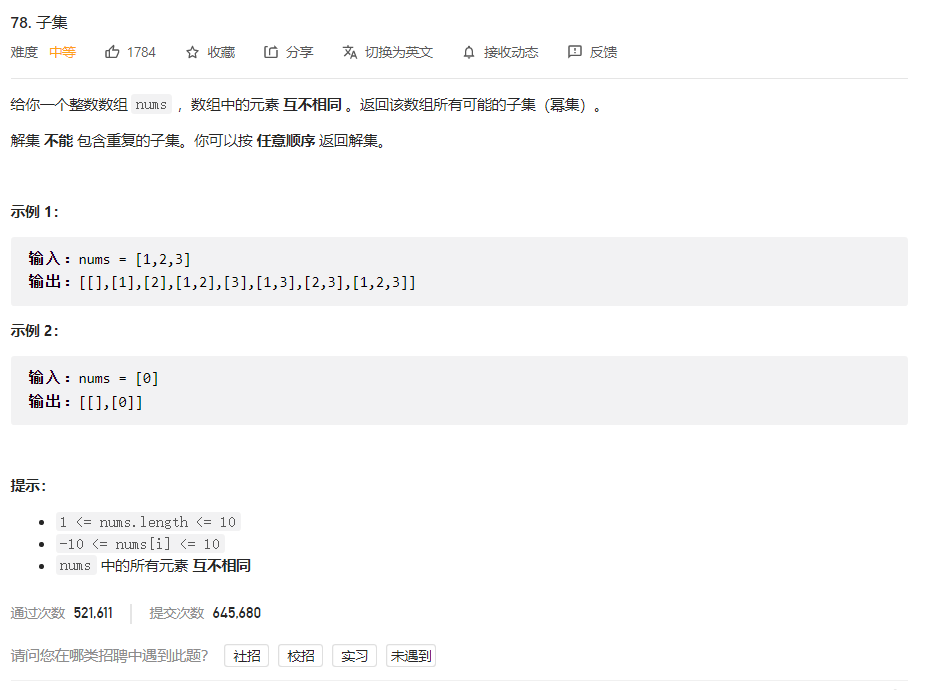 78. 子集
难度 中等 1784 收藏 分享 切换为英文 接收动态 反馈
给你一个整数数组 nums ，数组中的元素 互不相同 。返回该数组所有可能的子集（幂集）。
解集 不能 包含重复的子集。你可以按 任意顺序 返回解集。
示例 1：
输入：nums = [1,2,3]
输出：[[],[1],[2],[1,2],[3],[1,3],[2,3],[1,2,3]]
示例 2：
输入：nums = [0]
输出：[[],[0]]
提示：
1 <= nums.length <= 10
-10 <= nums[i] <= 10
nums 中的所有元素 互不相同
通过次数 521,611 提交次数 645,680
请问您在哪类招聘中遇到此题？ 社招 校招 实习 未遇到